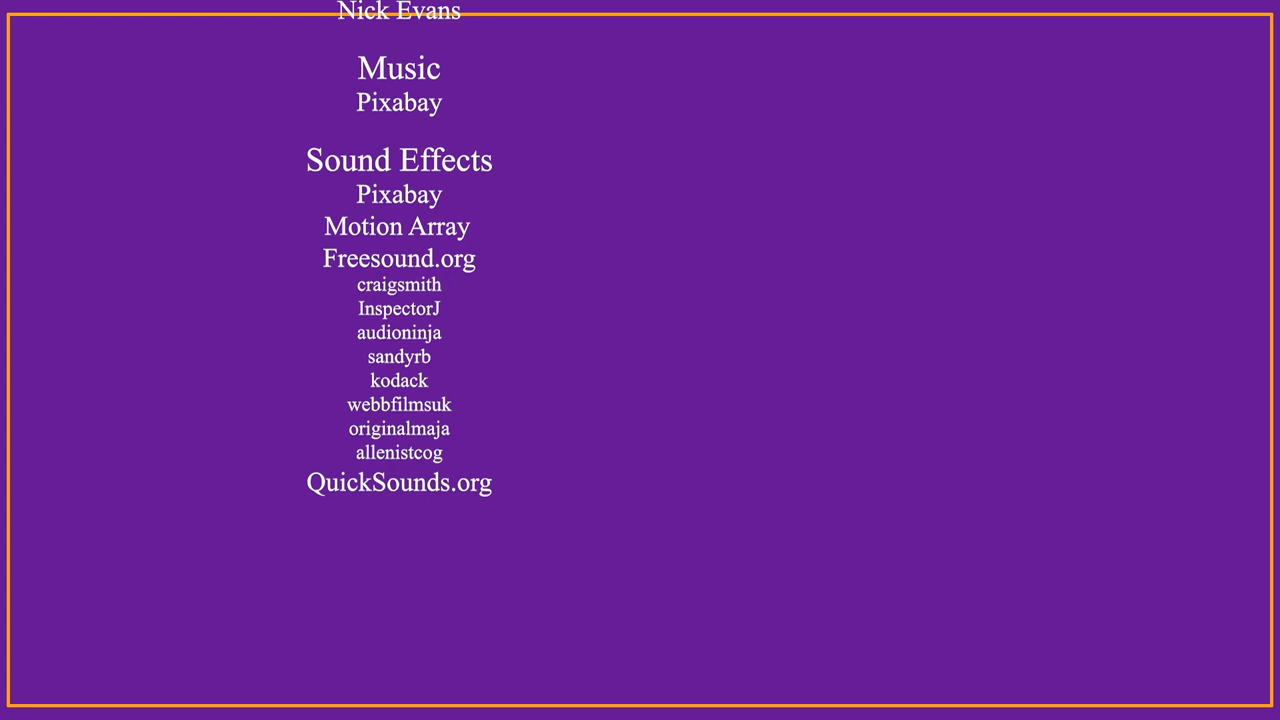 Nick Evans
Music
Pixabay
Sound Effects
Pixabay
Motion Array
Freesound.org
craigsmith
InspectorJ
audioninja
sandyrb
kodack
webbfilmsuk
originalmaja
allenistcog
QuickSounds.org